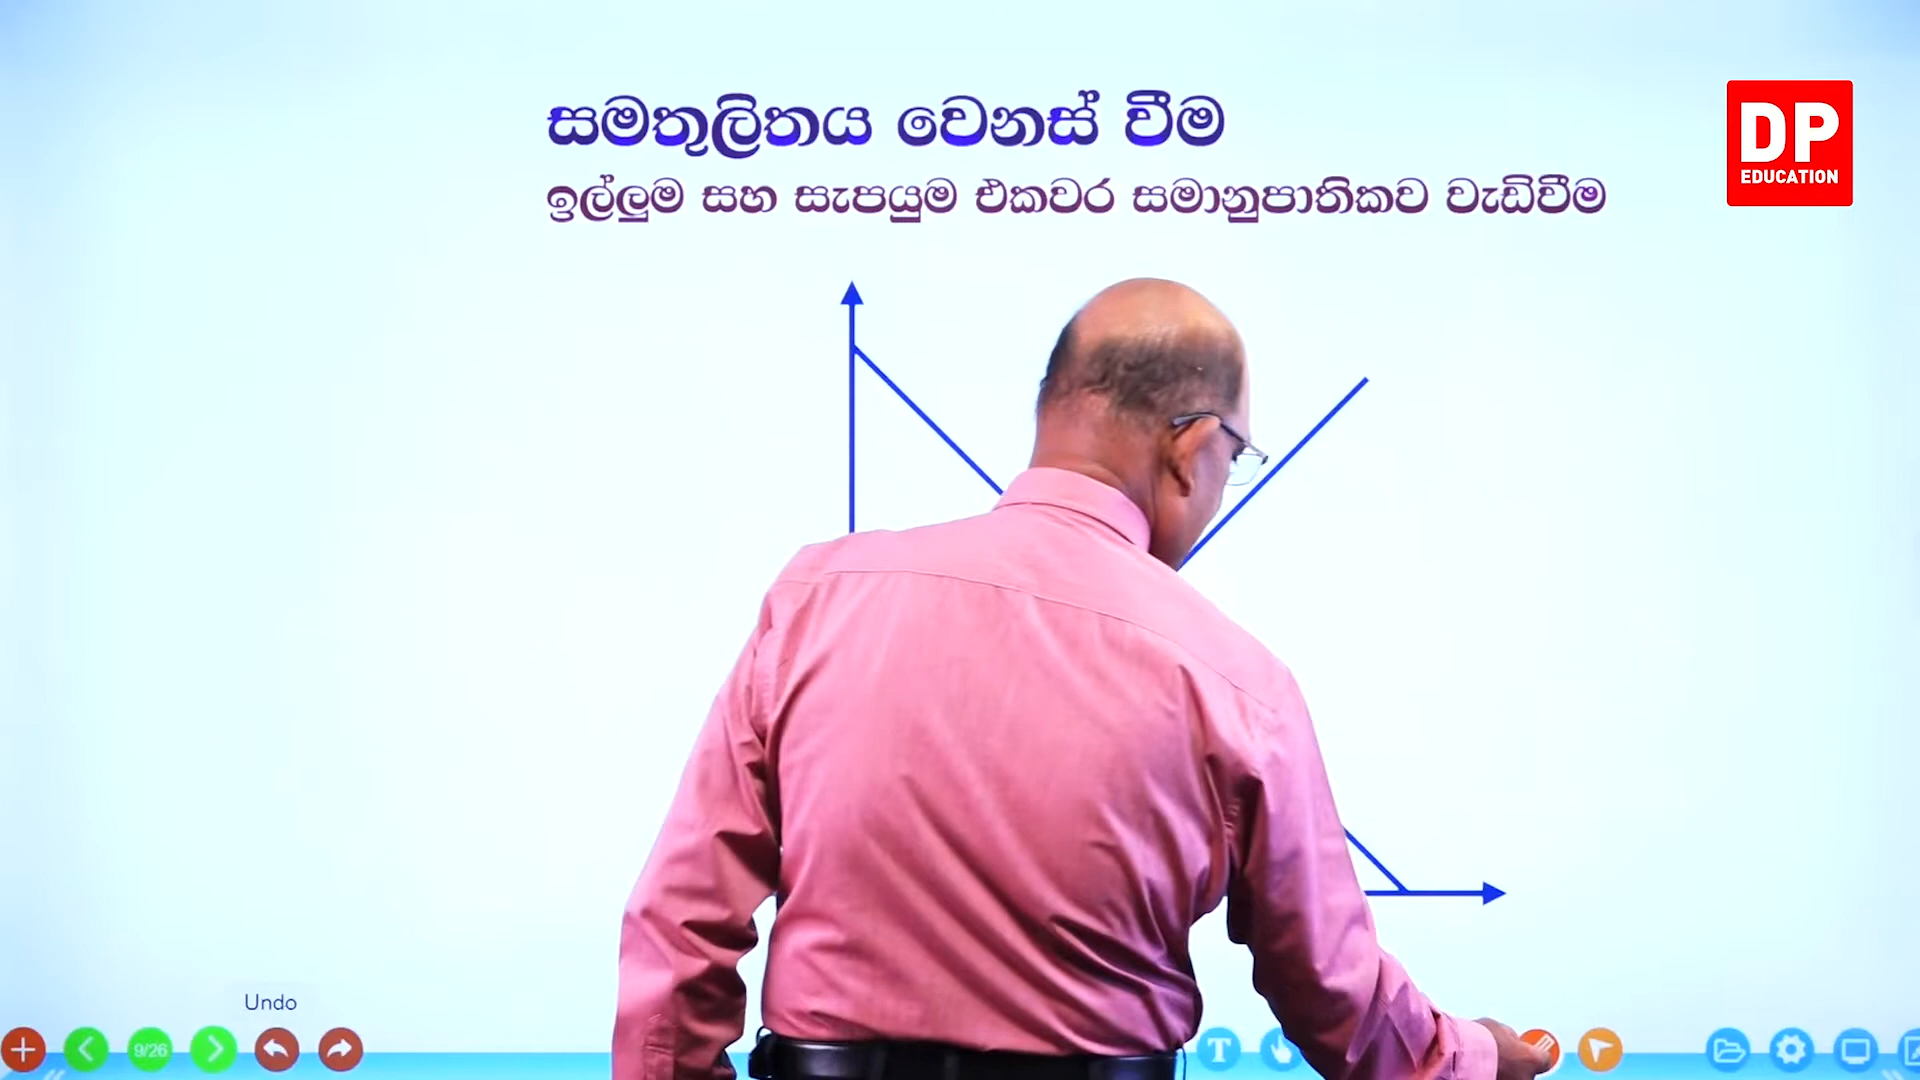 සමතුලිතය වෙනස් වීම
ඉල්ලුම සහ සැපයුම එකවර සමානුපාතිකව වැඩිවීම
DP
EDUCATION
Undo
9/26
T